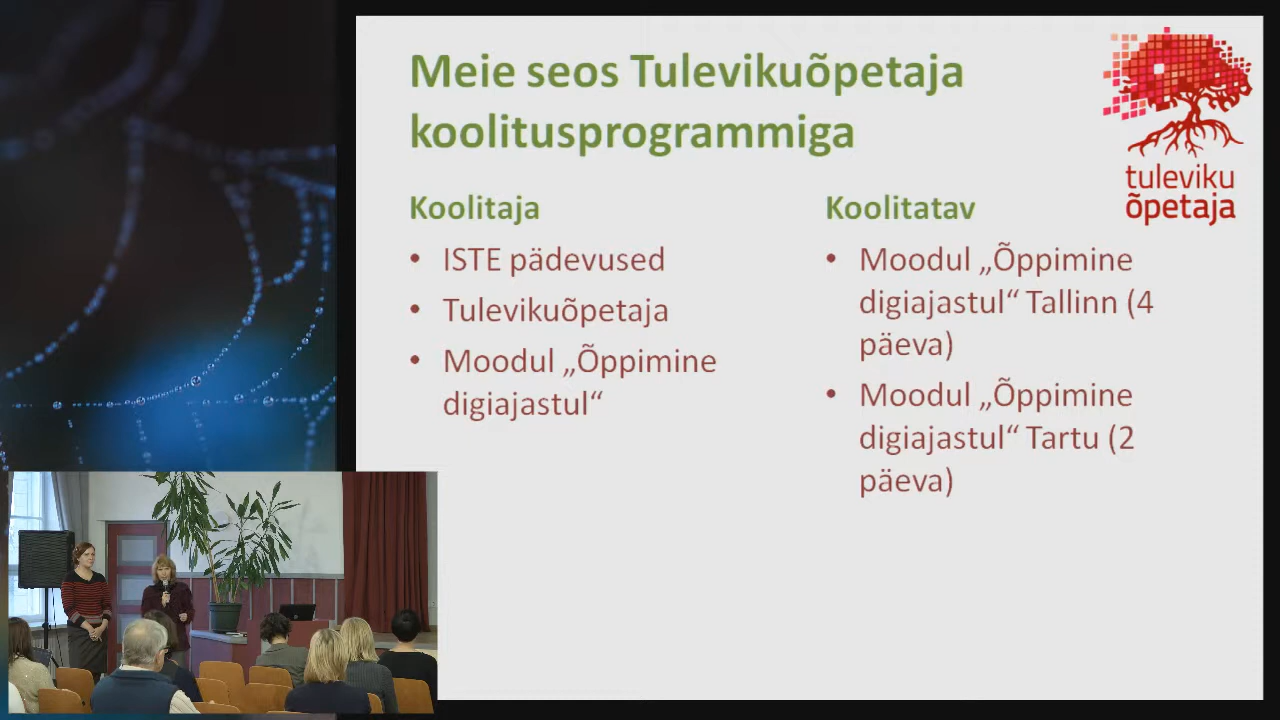 Meie seos Tulevikuõpetaja
koolitusprogrammiga
tuleviku
õpetaja
Koolitaja
• ISTE pädevused
• Tulevikuõpetaja
• Moodul „Õppimine
digiajastul“
Koolitatav
• Moodul „Õppimine
digiajastul“ Tallinn (4
päeva)
• Moodul „Õppimine
digiajastul“ Tartu (2
päeva)